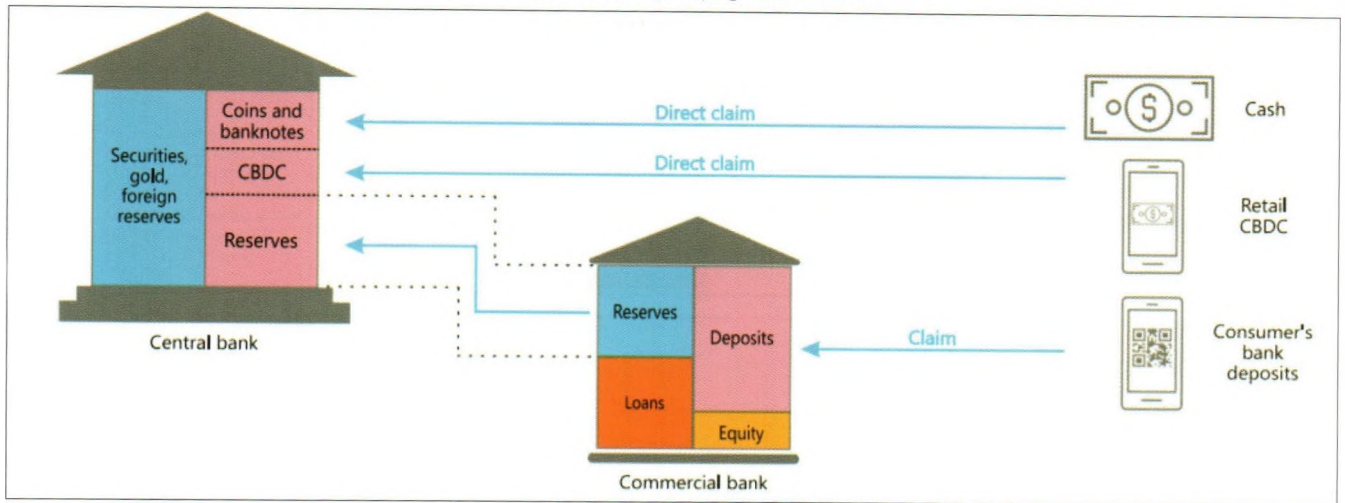 Coins and
banknotes
Securities,
gold,
foreign
reserves
CBDC
Reserves
Central bank
Direct claim
Cash
Direct claim
Retail
CBDC
Reserves
Deposits
Loans
Equity
Commercial bank
Claim
Consumer's
bank
deposits